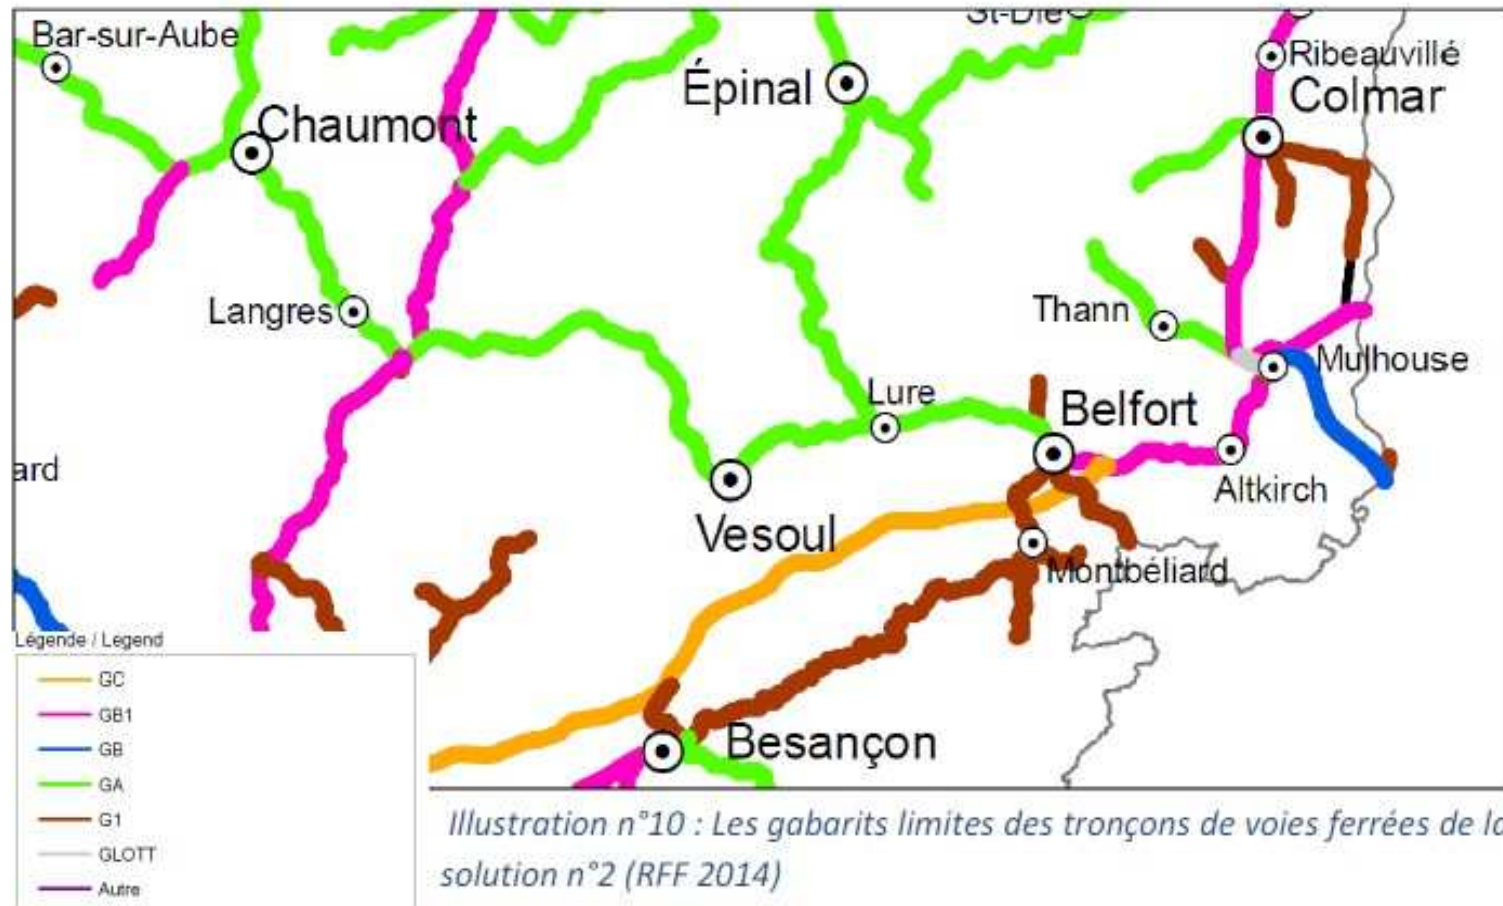 St-Dié
Bar-sur-Aube
Ribeauvillé
Épinal
Colmar
Chaumont
Langres
Thann
Mulhouse
Lure
Belfort
ard
Altkirch
Vesoul
Montbéliard
Légende / Legend
GC
GB1
GB
GA
G1
GLOTT
Autre
Besançon
Illustration n°10 : Les gabarits limites des tronçons de voies ferrées de la
solution n°2 (RFF 2014)